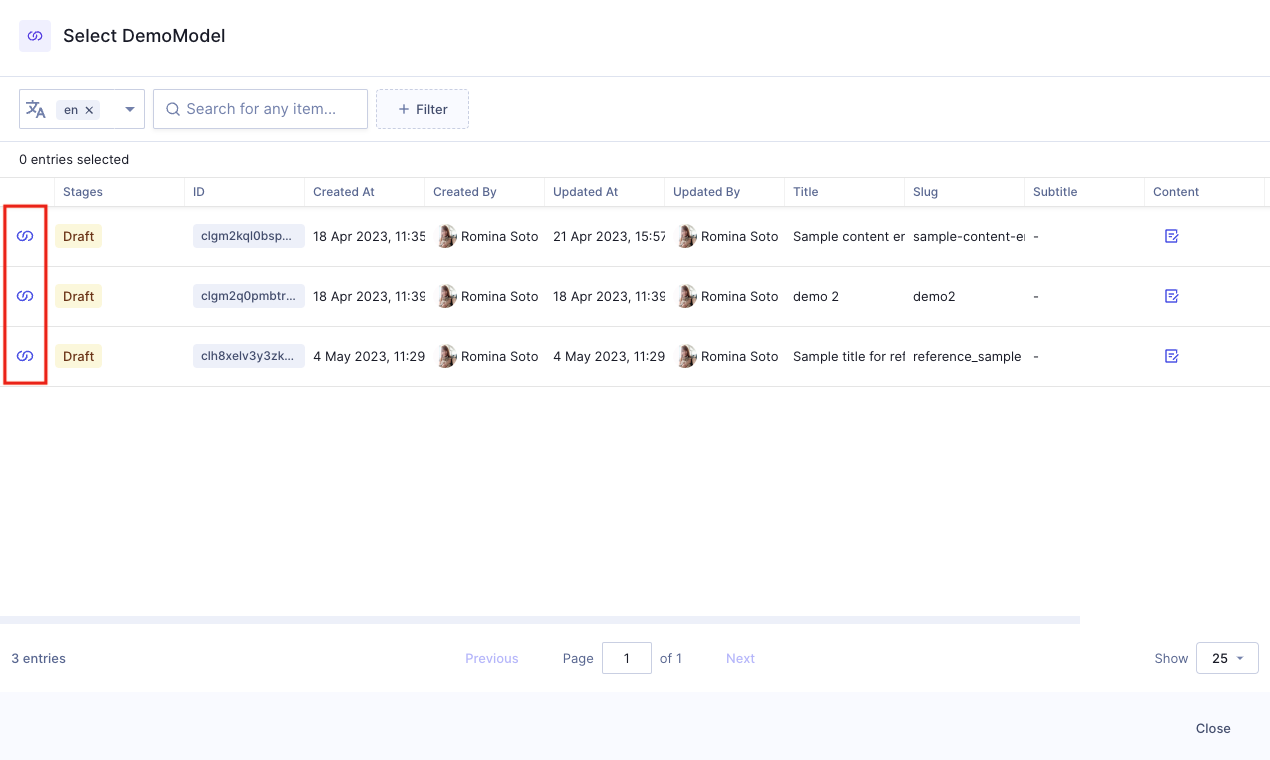 Select DemoModel
en
Search for any item...
+ Filter
0 entries selected
Stages ID Created At Created By Updated At Updated By Title Slug Subtitle Content
Draft clgm2kql0bsp... 18 Apr 2023, 11:35 Romina Soto 21 Apr 2023, 15:57 Romina Soto Sample content er sample-content-e -
Draft clgm2q0pmbtr... 18 Apr 2023, 11:39 Romina Soto 18 Apr 2023, 11:39 Romina Soto demo 2 demo2 -
Draft clh8xelv3y3zk... 4 May 2023, 11:29 Romina Soto 4 May 2023, 11:29 Romina Soto Sample title for ref reference_sample -
3 entries Previous Page 1 of 1 Next Show 25
Close